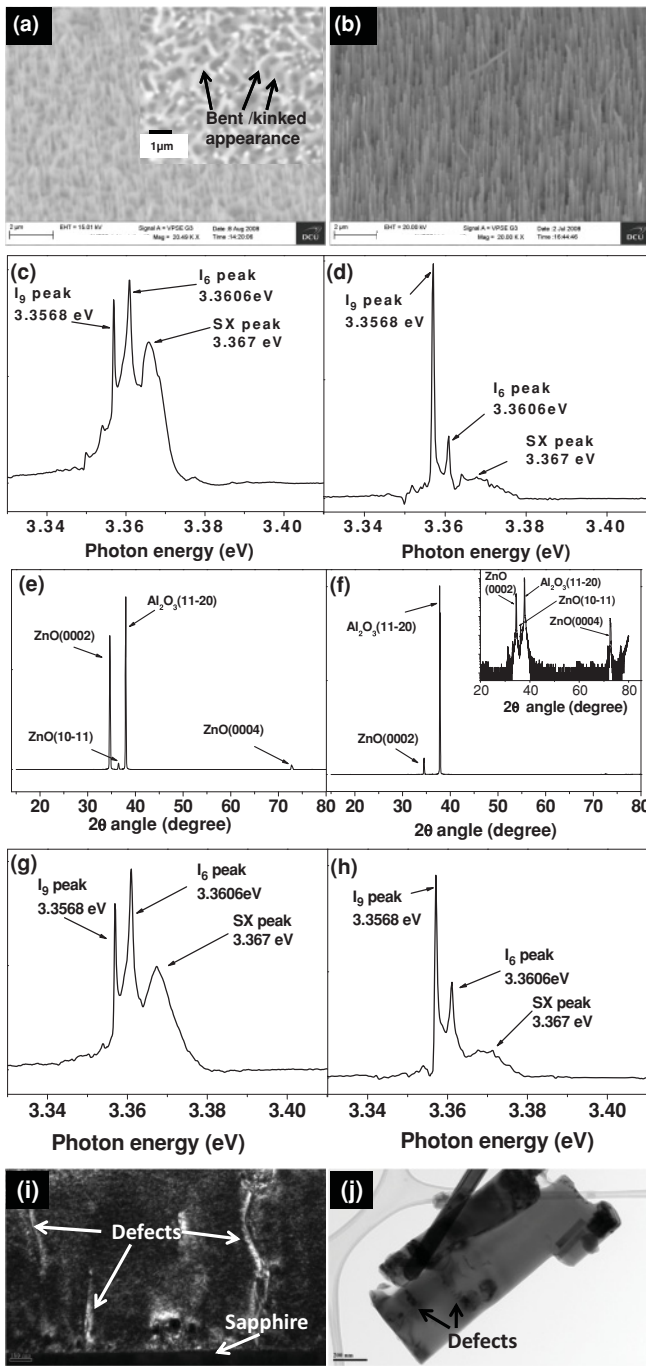 (a)
Bent /kinked
appearance
1μm
2 μm
EHT = 15.01 kV
Signal A = VPSE G3
Date :6 Aug 2008
Mag = 20.49 K X
Time :14:20:06
DCU
(b)
2 μm
EHT = 20.00 kV
Signal A = VPSE G3
Date :2 Jul 2008
Mag = 20.00 K X
Time :16:44:46
DCU
(c)
I9 peak
3.3568 eV
I6 peak
3.3606eV
SX peak
3.367 eV
3.34 3.36 3.38 3.40
Photon energy (eV)
(d)
I9 peak
3.3568 eV
I6 peak
3.3606eV
SX peak
3.367 eV
3.34 3.36 3.38 3.40
Photon energy (eV)
(e)
Al2O3(11-20)
ZnO(0002)
ZnO(10-11)
ZnO(0004)
20 30 40 50 60 70 80
2θ angle (degree)
(f)
Al2O3(11-20)
ZnO(0002)
ZnO
(0002)
Al2O3(11-20)
ZnO(10-11)
ZnO(0004)
20 30 40 50 60 70 80
2θ angle (degree)
20 30 40 50 60 70 80
2θ angle (degree)
(g)
I9 peak
3.3568 eV
I6 peak
3.3606eV
SX peak
3.367 eV
3.34 3.36 3.38 3.40
Photon energy (eV)
(h)
I9 peak
3.3568 eV
I6 peak
3.3606eV
SX peak
3.367 eV
3.34 3.36 3.38 3.40
Photon energy (eV)
(i)
Defects
Sapphire
(j)
Defects
200 nm